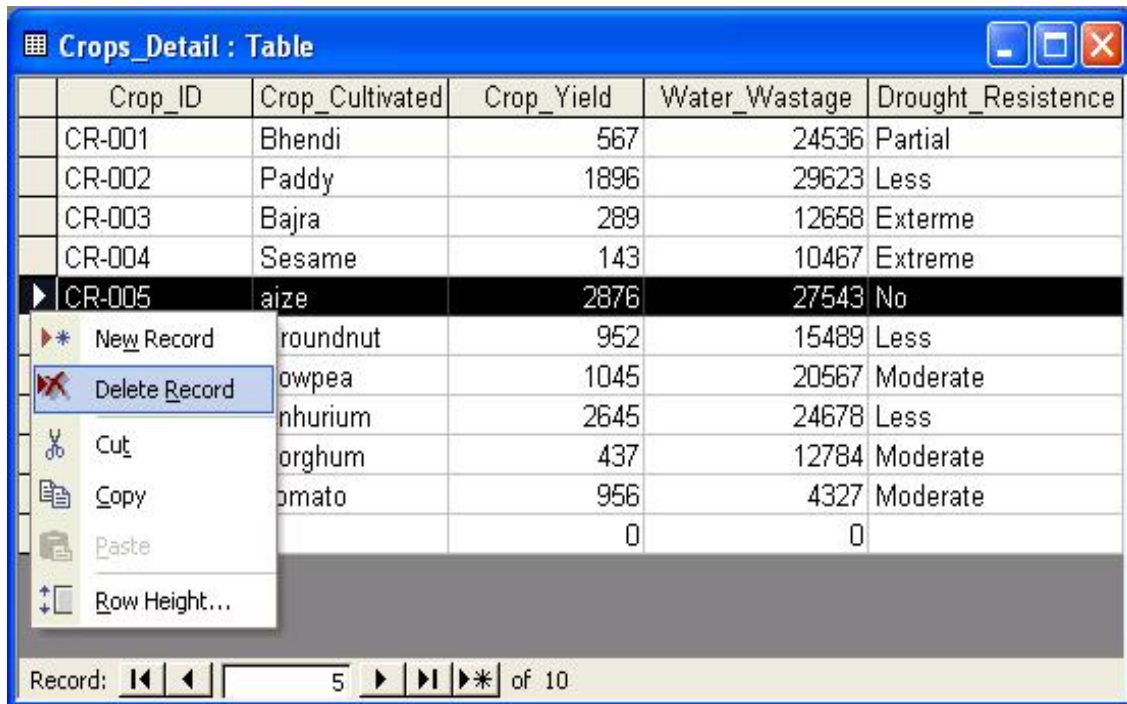 Crops_Detail : Table
Crop_ID Crop_Cultivated Crop_Yield Water_Wastage Drought_Resistence
CR-001 Bhendi 567 24536 Partial
CR-002 Paddy 1896 29623 Less
CR-003 Bajra 289 12658 Exterme
CR-004 Sesame 143 10467 Extreme
CR-005 aize 2876 27543 No
New Record roundnut 952 15489 Less
Delete Record owpea 1045 20567 Moderate
nhurium 2645 24678 Less
Cut orghum 437 12784 Moderate
Copy omato 956 4327 Moderate
Paste 0 0
Row Height...
Record: 5 of 10